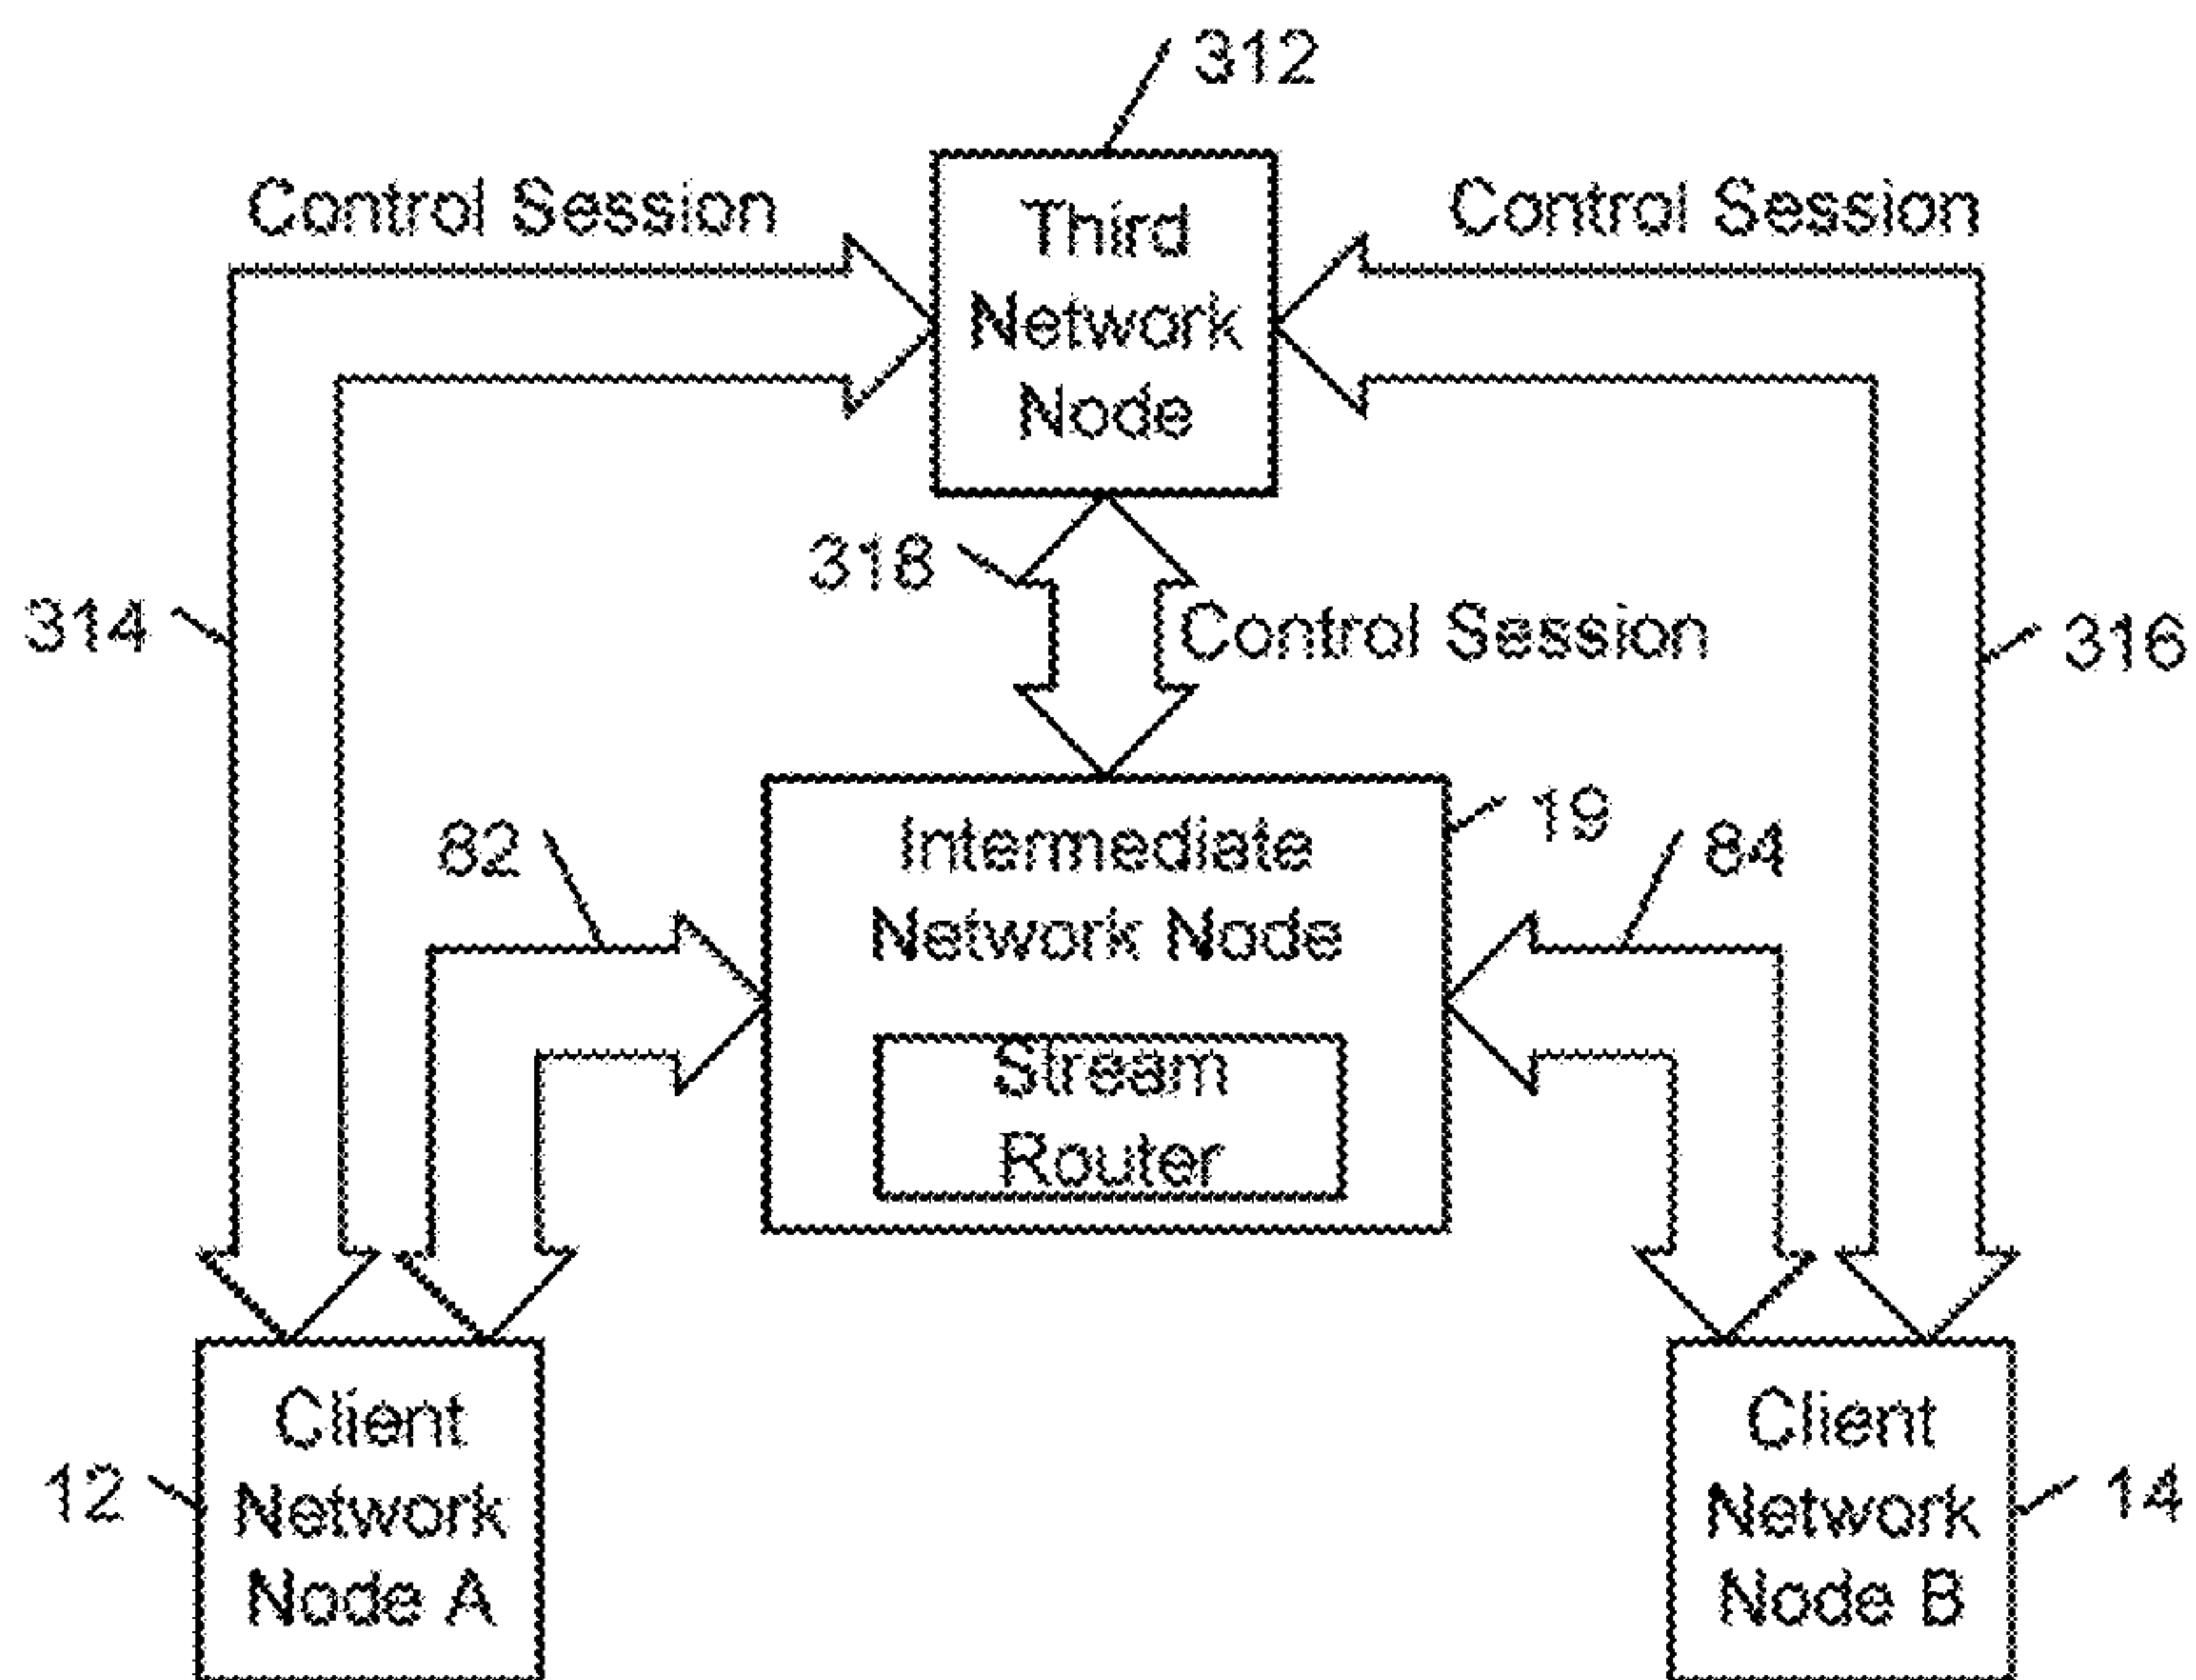 312
Control Session
Third
Network
Node
Control Session
318
Control Session
314
316
Intermediate
Network Node
19
82
84
Stream
Router
Client
Network
Node A
12
Client
Network
Node B
14